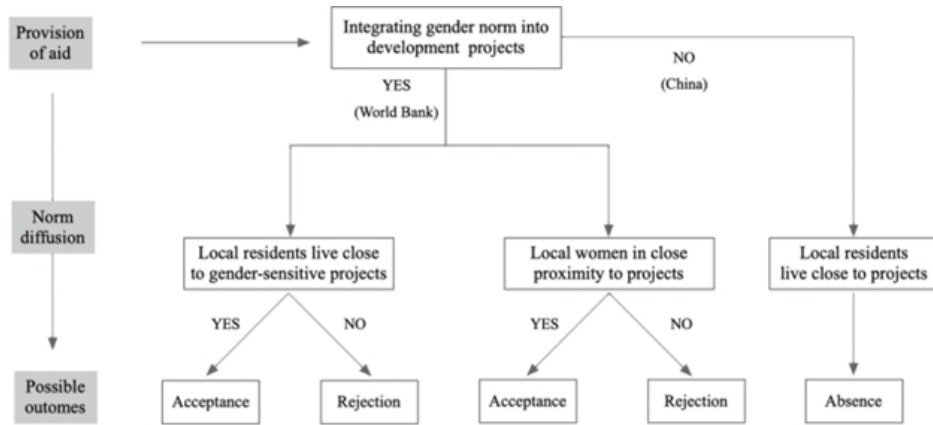 Provision
of aid
Integrating gender norm into
development projects
YES
(World Bank)
NO
(China)
Norm
diffusion
Local residents live close
to gender-sensitive projects
Local women in close
proximity to projects
Local residents
live close to projects
YES
NO
YES
NO
Possible
outcomes
Acceptance
Rejection
Acceptance
Rejection
Absence